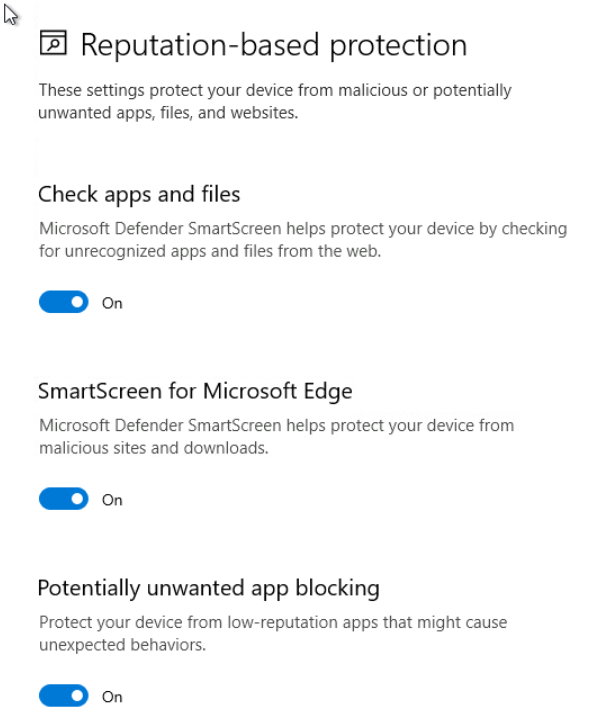 Reputation-based protection
These settings protect your device from malicious or potentially
unwanted apps, files, and websites.
Check apps and files
Microsoft Defender SmartScreen helps protect your device by checking
for unrecognized apps and files from the web.
On
SmartScreen for Microsoft Edge
Microsoft Defender SmartScreen helps protect your device from
malicious sites and downloads.
On
Potentially unwanted app blocking
Protect your device from low-reputation apps that might cause
unexpected behaviors.
On